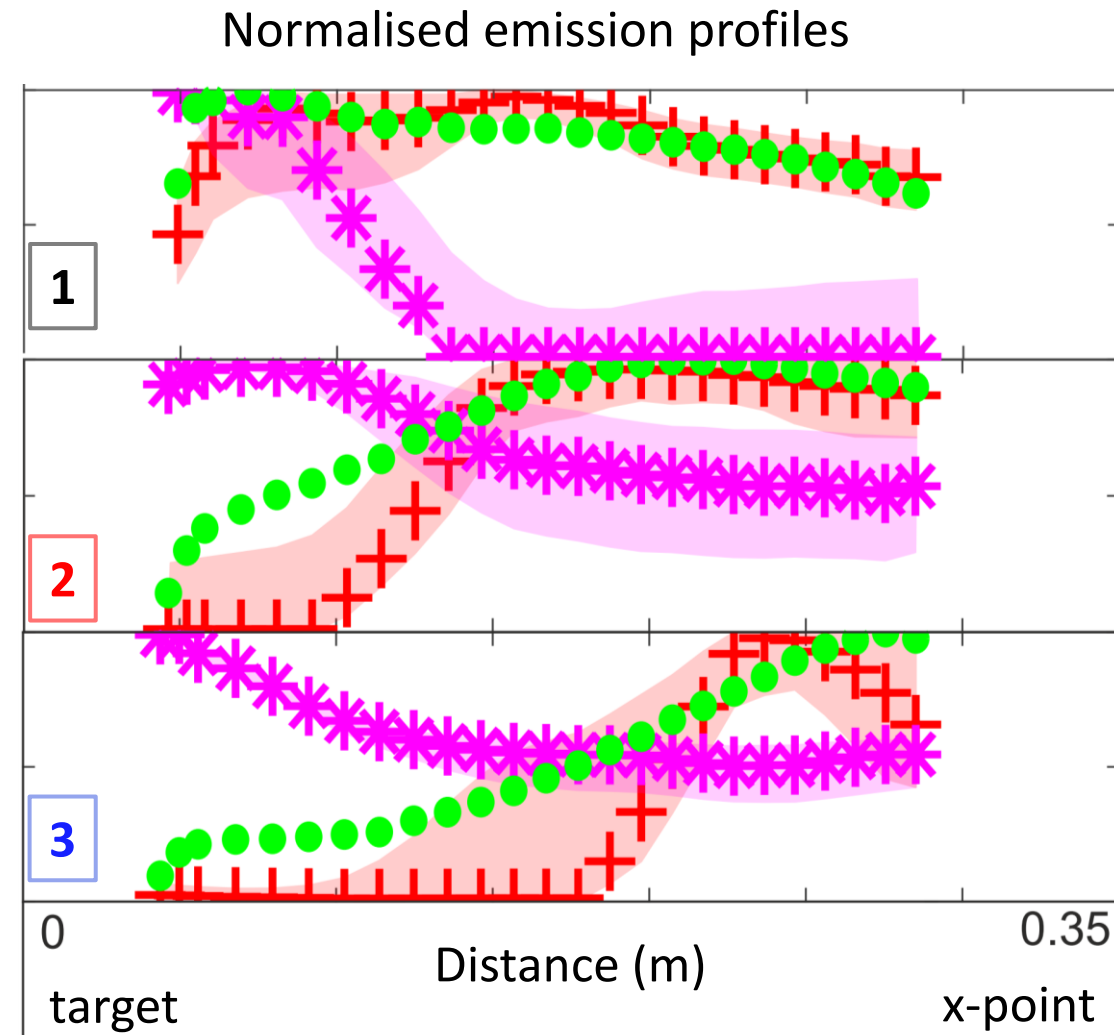 Normalised emission profiles
1
2
3
0
0.35
Distance (m)
target
x-point